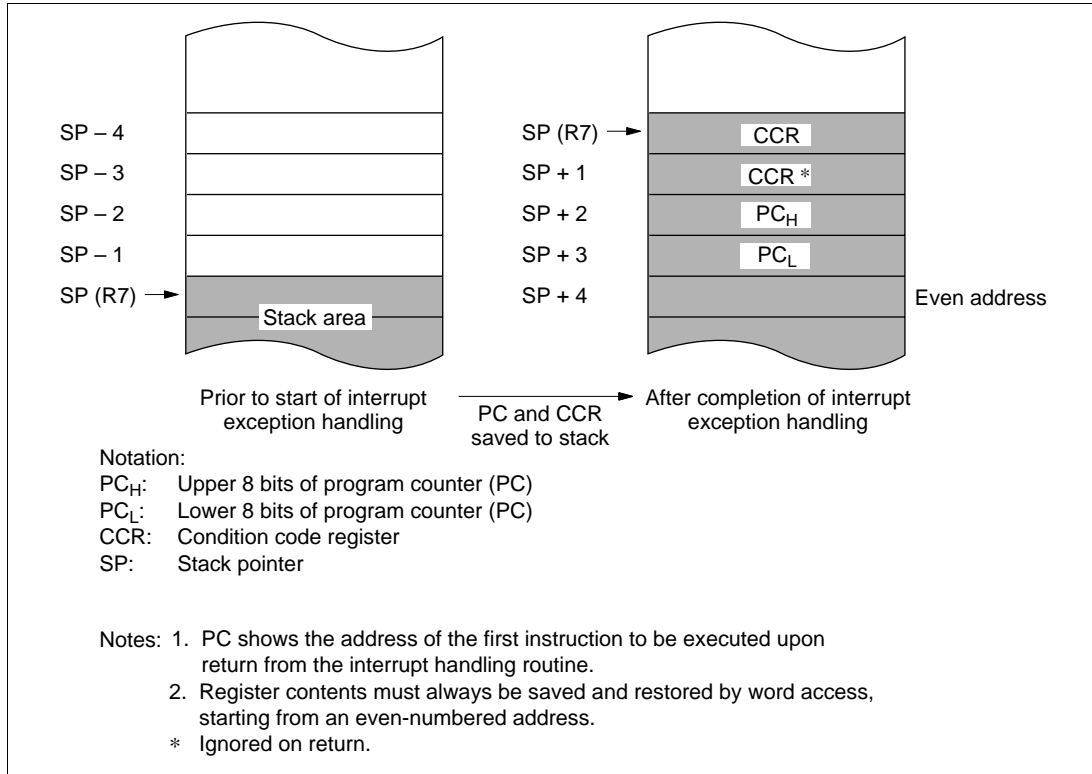 SP – 4
SP – 3
SP – 2
SP – 1
SP (R7)
Stack area
SP (R7)
SP + 1
SP + 2
SP + 3
SP + 4
CCR
CCR *
PCH
PCL
Even address
Prior to start of interrupt
exception handling
PC and CCR
saved to stack
After completion of interrupt
exception handling
Notation:
PCH: Upper 8 bits of program counter (PC)
PCL: Lower 8 bits of program counter (PC)
CCR: Condition code register
SP: Stack pointer
Notes: 1. PC shows the address of the first instruction to be executed upon
return from the interrupt handling routine.
2. Register contents must always be saved and restored by word access,
starting from an even-numbered address.
* Ignored on return.